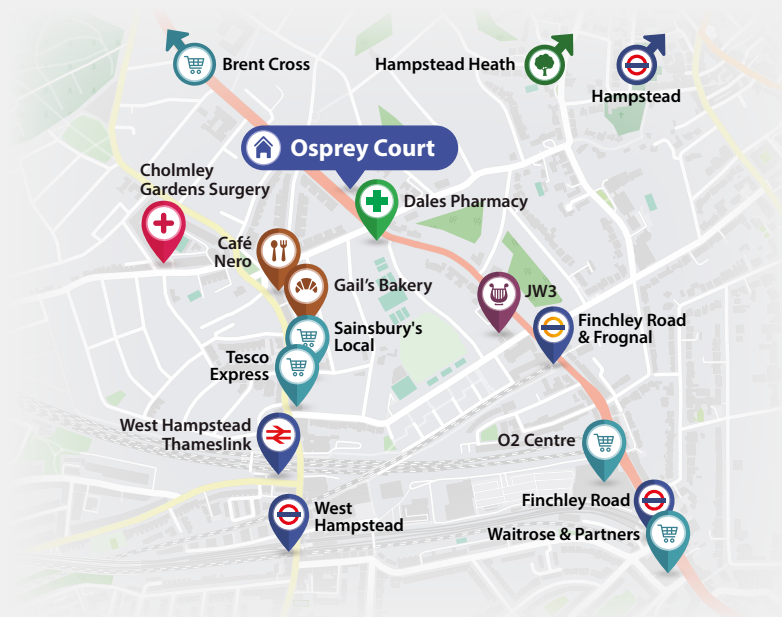 Brent Cross
Hampstead Heath
Hampstead
Osprey Court
Cholmley
Gardens Surgery
Dales Pharmacy
Café
Nero
Gail's Bakery
JW3
Sainsbury's
Local
Finchley Road
& Frognal
Tesco
Express
West Hampstead
Thameslink
O2 Centre
Finchley Road
West
Hampstead
Waitrose & Partners